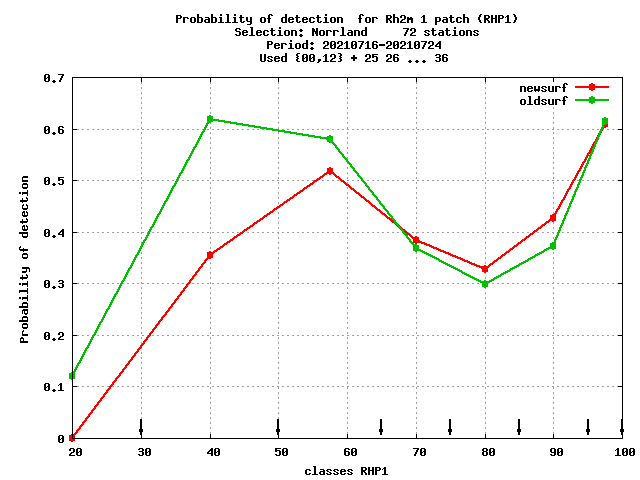 Probability of detection  for Rh2m 1 patch (RHP1)
Selection: Norrland     72 stations
Period: 20210716-20210724
Used {00,12} + 25 26 ... 36
newsurf
oldsurf
Probability of detection
0.7
0.6
0.5
0.4
0.3
0.2
0.1
0
20 30 40 50 60 70 80 90 100
classes RHP1